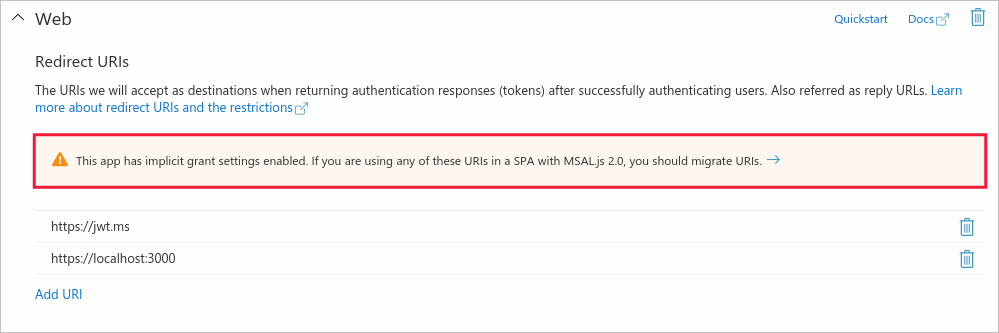 Web
Quickstart
Docs
Redirect URIs
The URIs we will accept as destinations when returning authentication responses (tokens) after successfully authenticating users. Also referred as reply URLs. Learn
more about redirect URIs and the restrictions
This app has implicit grant settings enabled. If you are using any of these URIs in a SPA with MSAL.js 2.0, you should migrate URIs.
https://jwt.ms
https://localhost:3000
Add URI